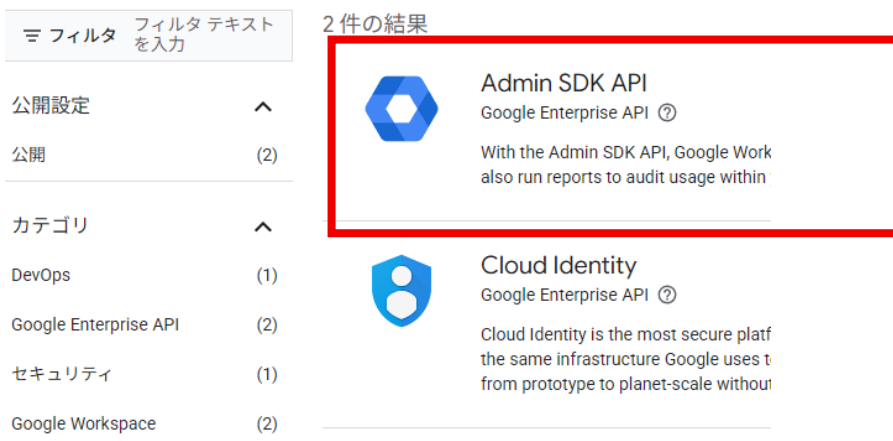 フィルタ
フィルタ テキスト
を入力
公開設定
公開 (2)
カテゴリ
DevOps (1)
Google Enterprise API (2)
セキュリティ (1)
Google Workspace (2)
2 件の結果
Admin SDK API
Google Enterprise API
With the Admin SDK API, Google Work
also run reports to audit usage within
Cloud Identity
Google Enterprise API
Cloud Identity is the most secure platf
the same infrastructure Google uses t
from prototype to planet-scale without